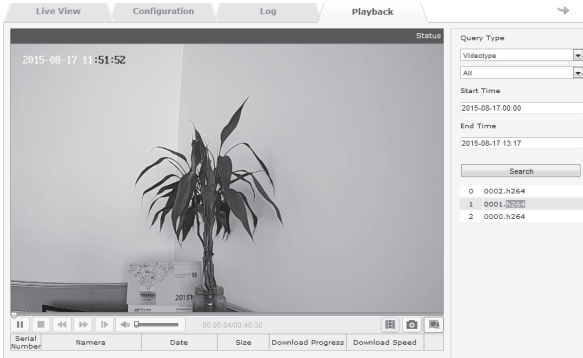 Live View Configuration Log Playback
Status
2015-08-17 11:51:52
2015
00:00:04/00:40:30
Serial Number Namera Date Size Download Progress Download Speed
Query Type
Videotype
All
Start Time
2015-08-17 00:00
End Time
2015-08-17 13:17
Search
0 0002.h264
1 0001.h264
2 0000.h264